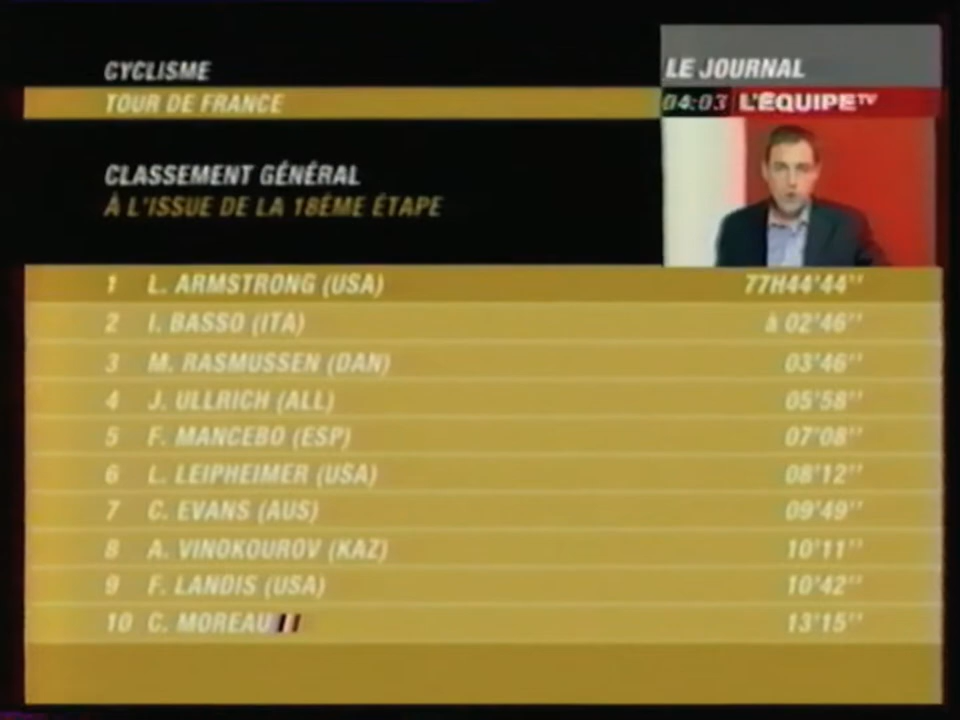 CYCLISME
TOUR DE FRANCE
LE JOURNAL
04:03 L'ÉQUIPE TV
CLASSEMENT GÉNÉRAL
À L'ISSUE DE LA 18ÈME ÉTAPE
1 L. ARMSTRONG (USA) 77H44'44''
2 I. BASSO (ITA) à 02'46''
3 M. RASMUSSEN (DAN) 03'46''
4 J. ULLRICH (ALL) 05'58''
5 F. MANCEBO (ESP) 07'08''
6 L. LEIPHEIMER (USA) 08'12''
7 C. EVANS (AUS) 09'49''
8 A. VINOKOUROV (KAZ) 10'11''
9 F. LANDIS (USA) 10'42''
10 C. MOREAU 13'15''